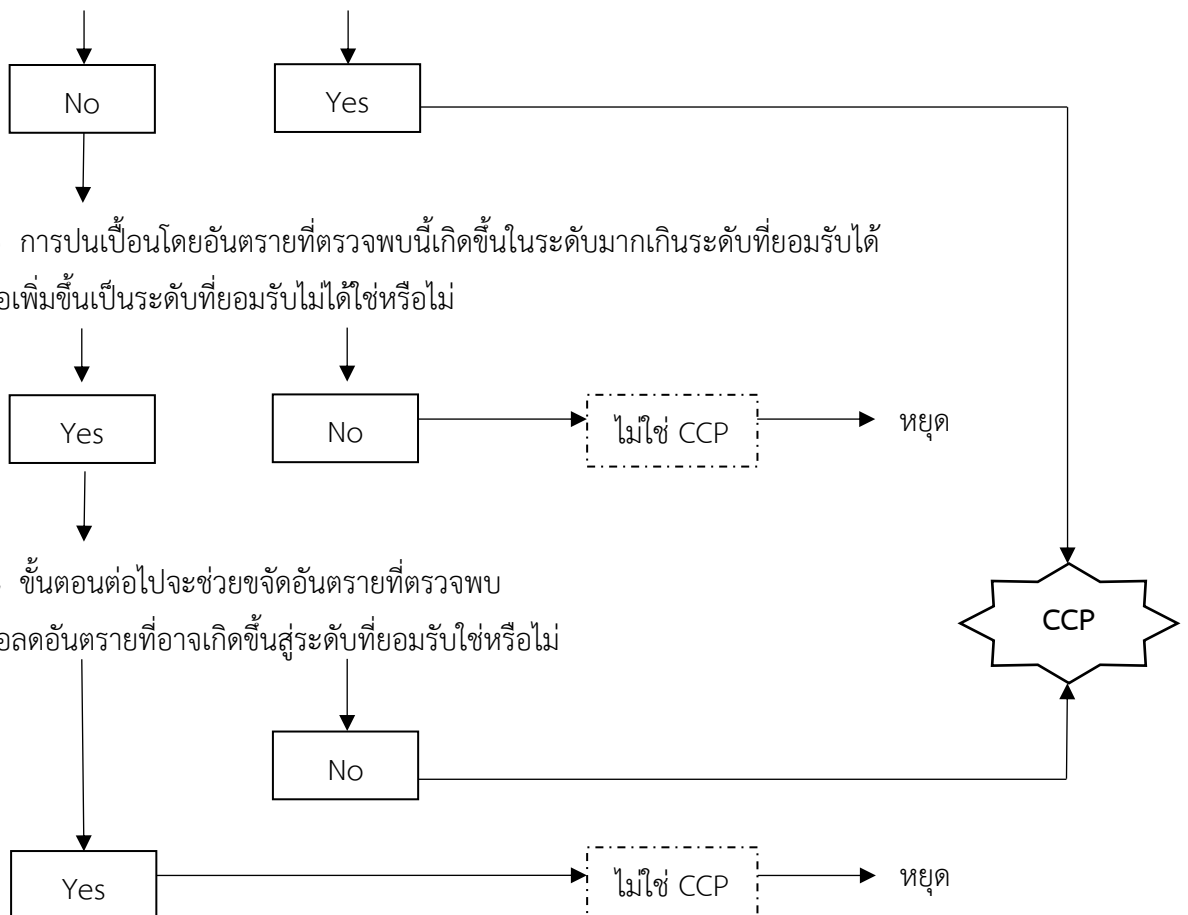 No
Yes
การปนเปื้อนโดยอันตรายที่ตรวจพบนี้เกิดขึ้นในระดับมากเกินระดับที่ยอมรับได้
อเพิ่มขึ้นเป็นระดับที่ยอมรับไม่ได้ใช่หรือไม่
Yes
No
ไม่ใช่ CCP
หยุด
ขั้นตอนต่อไปจะช่วยขจัดอันตรายที่ตรวจพบ
อลดอันตรายที่อาจเกิดขึ้นสู่ระดับที่ยอมรับใช่หรือไม่
CCP
No
Yes
ไม่ใช่ CCP
หยุด